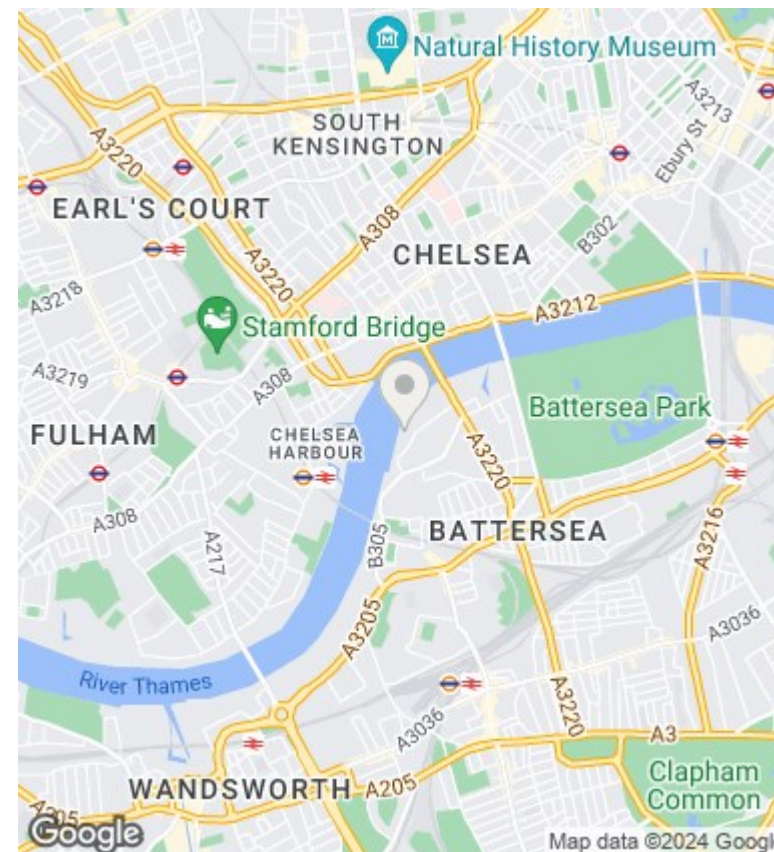 Natural History Museum
A3213
SOUTH
KENSINGTON
A3220
Ebury St
EARL'S COURT
A308
B302
CHELSEA
A3220
A3218
A3212
Stamford Bridge
A3219
A308
Battersea Park
FULHAM
CHELSEA
HARBOUR
A3220
A308
A217
B305
BATTERSEA
A3216
A3205
A3036
River Thames
A3220
A3036
A3
WANDSWORTH
A205
Clapham
Common
A205
Google
Map data ©2024 Googl